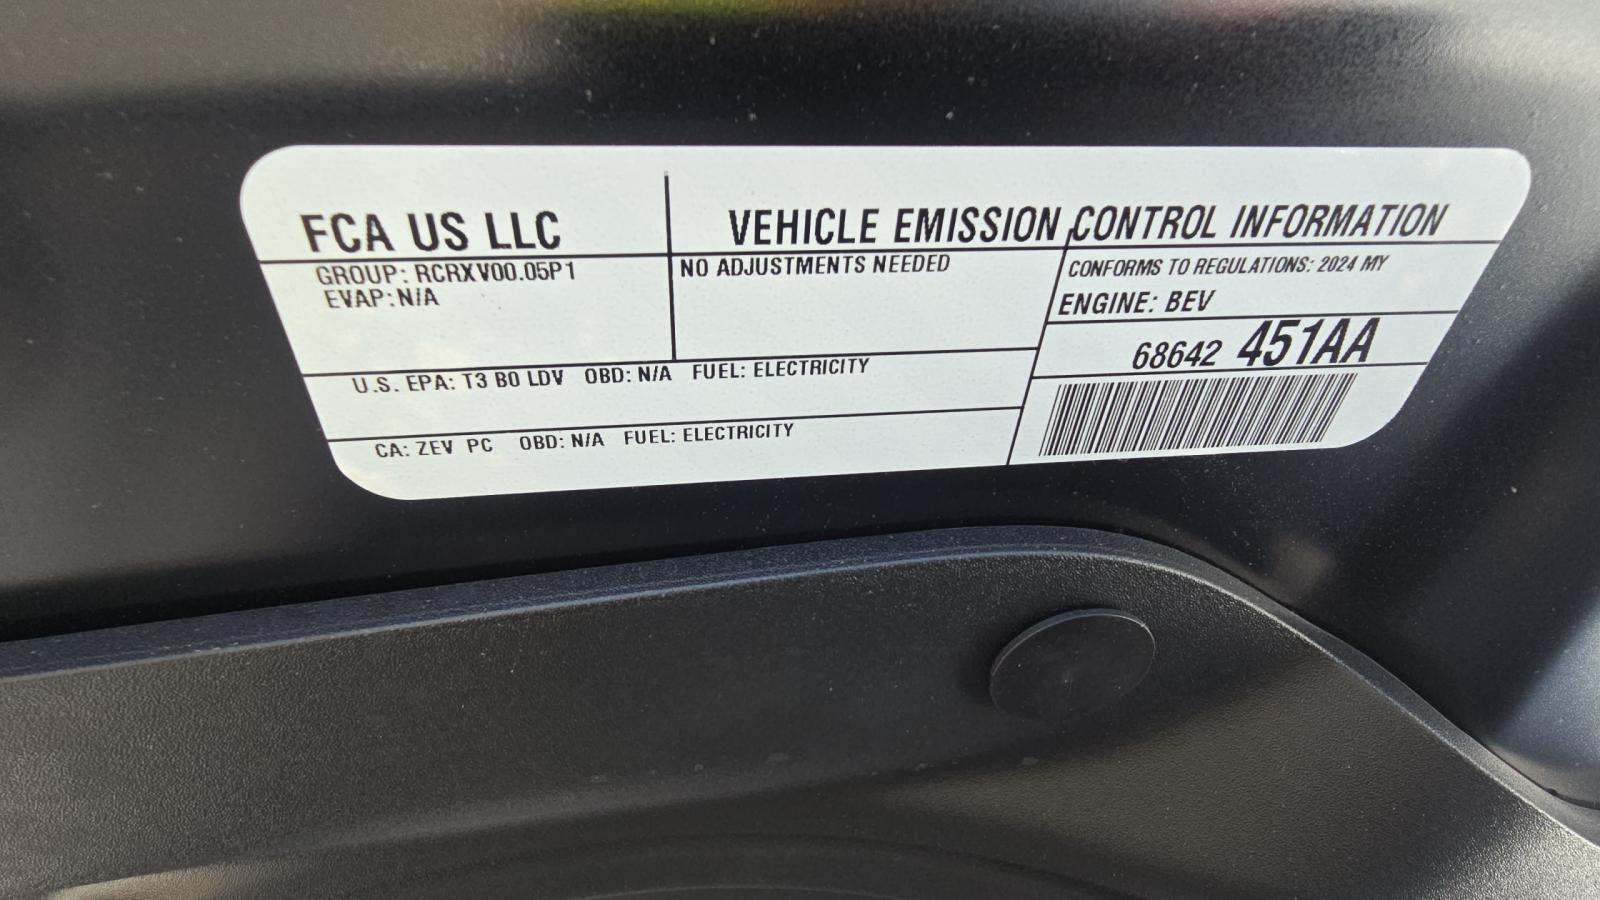 FCA US LLC
VEHICLE EMISSION CONTROL INFORMATION
GROUP: RCRXV00.05P1
EVAP: N/A
NO ADJUSTMENTS NEEDED
CONFORMS TO REGULATIONS: 2024 MY
ENGINE: BEV
68642 451AA
U.S. EPA: T3 B0 LDV OBD: N/A FUEL: ELECTRICITY
CA: ZEV PC OBD: N/A FUEL: ELECTRICITY